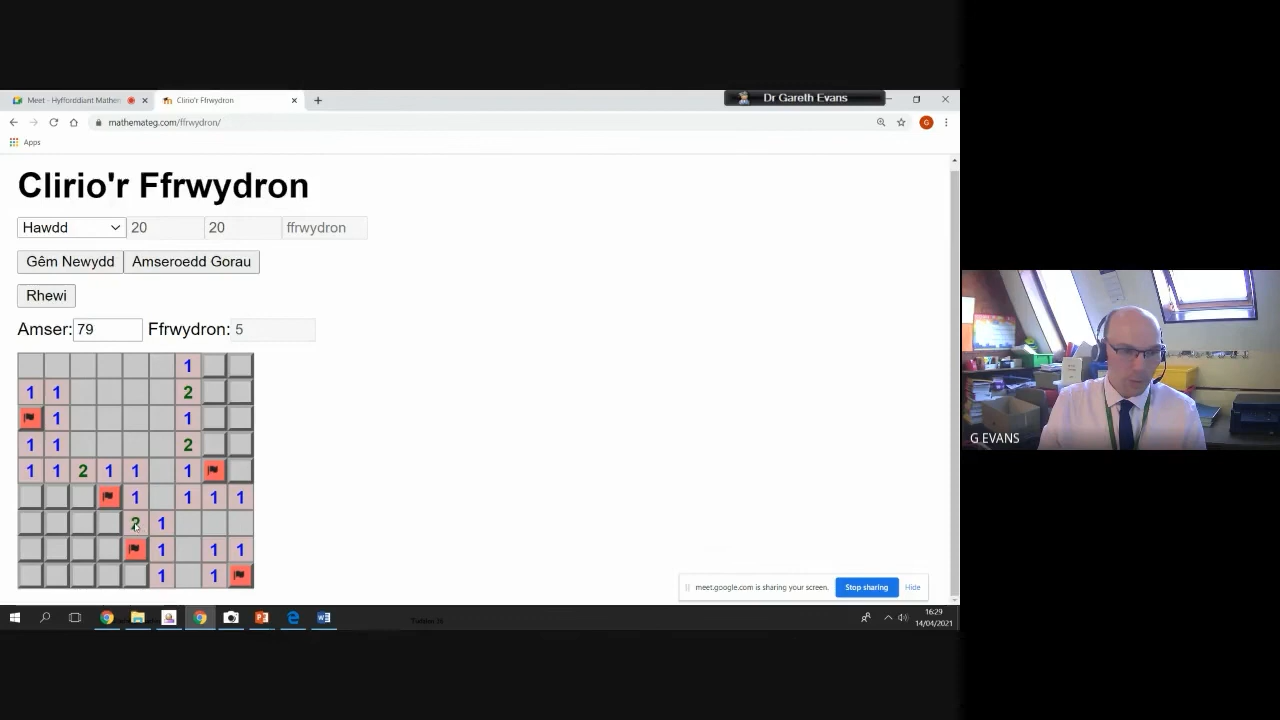 Meet - Hyfforddiant Mathem
Clirio'r Ffrwydron
Dr Gareth Evans
mathemateg.com/ffrwydron/
G
Apps
Clirio'r Ffrwydron
Hawdd 20 20 ffrwydron
Gêm Newydd Amseroedd Gorau
Rhewi
Amser: 79 Ffrwydron: 5
1
1 1 2
1 1
1 1 2
1 1 2 1 1 1
1 1 1 1
2 1
1 1 1
1 1
G EVANS
meet.google.com is sharing your screen. Stop sharing Hide
16:29
14/04/2021